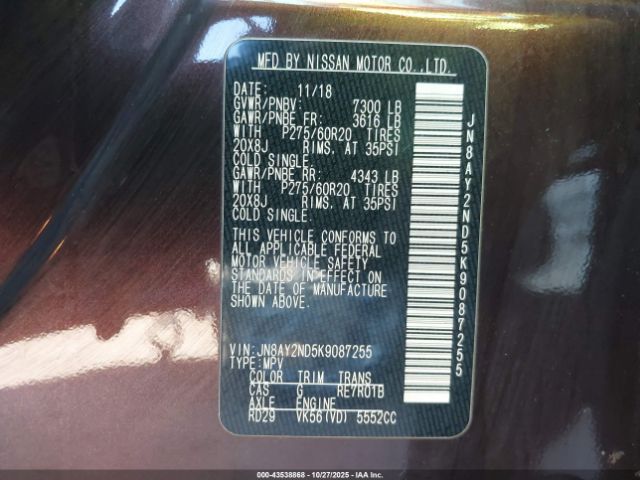 MFD BY NISSAN MOTOR CO.,LTD.
DATE: 11/18
GVWR/PNBV: 7300 LB
GAWR/PNBE FR: 3616 LB
WITH P275/60R20 TIRES
20X8J RIMS, AT 35PSI
COLD SINGLE.
GAWR/PNBE RR: 4343 LB
WITH P275/60R20 TIRES
20X8J RIMS, AT 35PSI
COLD SINGLE.
THIS VEHICLE CONFORMS TO
ALL APPLICABLE FEDERAL
MOTOR VEHICLE SAFETY
STANDARDS IN EFFECT ON
THE DATE OF MANUFACTURE
SHOWN ABOVE.
VIN: JN8AY2ND5K9087255
TYPE: MPV
COLOR TRIM TRANS
CAS G RE7R01B
AXLE ENGINE
RD29 VK56(VD) 5552CC
JN8AY2ND5K9087255
000-43538868 - 10/27/2025 - IAAI.COM